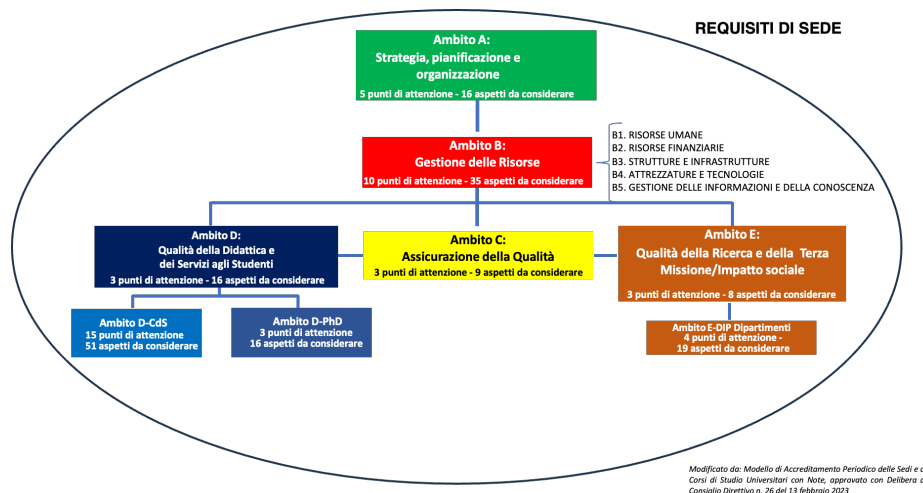 REQUISITI DI SEDE
Ambito A:
Strategia, pianificazione e
organizzazione
5 punti di attenzione - 16 aspetti da considerare
Ambito B:
Gestione delle Risorse
10 punti di attenzione - 35 aspetti da considerare
B1. RISORSE UMANE
B2. RISORSE FINANZIARIE
B3. STRUTTURE E INFRASTRUTTURE
B4. ATTREZZATURE E TECNOLOGIE
B5. GESTIONE DELLE INFORMAZIONI E DELLA CONOSCENZA
Ambito D:
Qualità della Didattica e
dei Servizi agli Studenti
3 punti di attenzione - 16 aspetti da considerare
Ambito C:
Assicurazione della Qualità
3 punti di attenzione - 9 aspetti da considerare
Ambito E:
Qualità della Ricerca e della Terza
Missione/Impatto sociale
3 punti di attenzione - 8 aspetti da considerare
Ambito D-CdS
15 punti di attenzione
51 aspetti da considerare
Ambito D-PhD
3 punti di attenzione
16 aspetti da considerare
Ambito E-DIP Dipartimenti
4 punti di attenzione -
19 aspetti da considerare
Modificato da: Modello di Accreditamento Periodico delle Sedi e d
Corsi di Studio Universitari con Note, approvato con Delibera d
Consiglio Direttivo n. 26 del 13 febbraio 2023